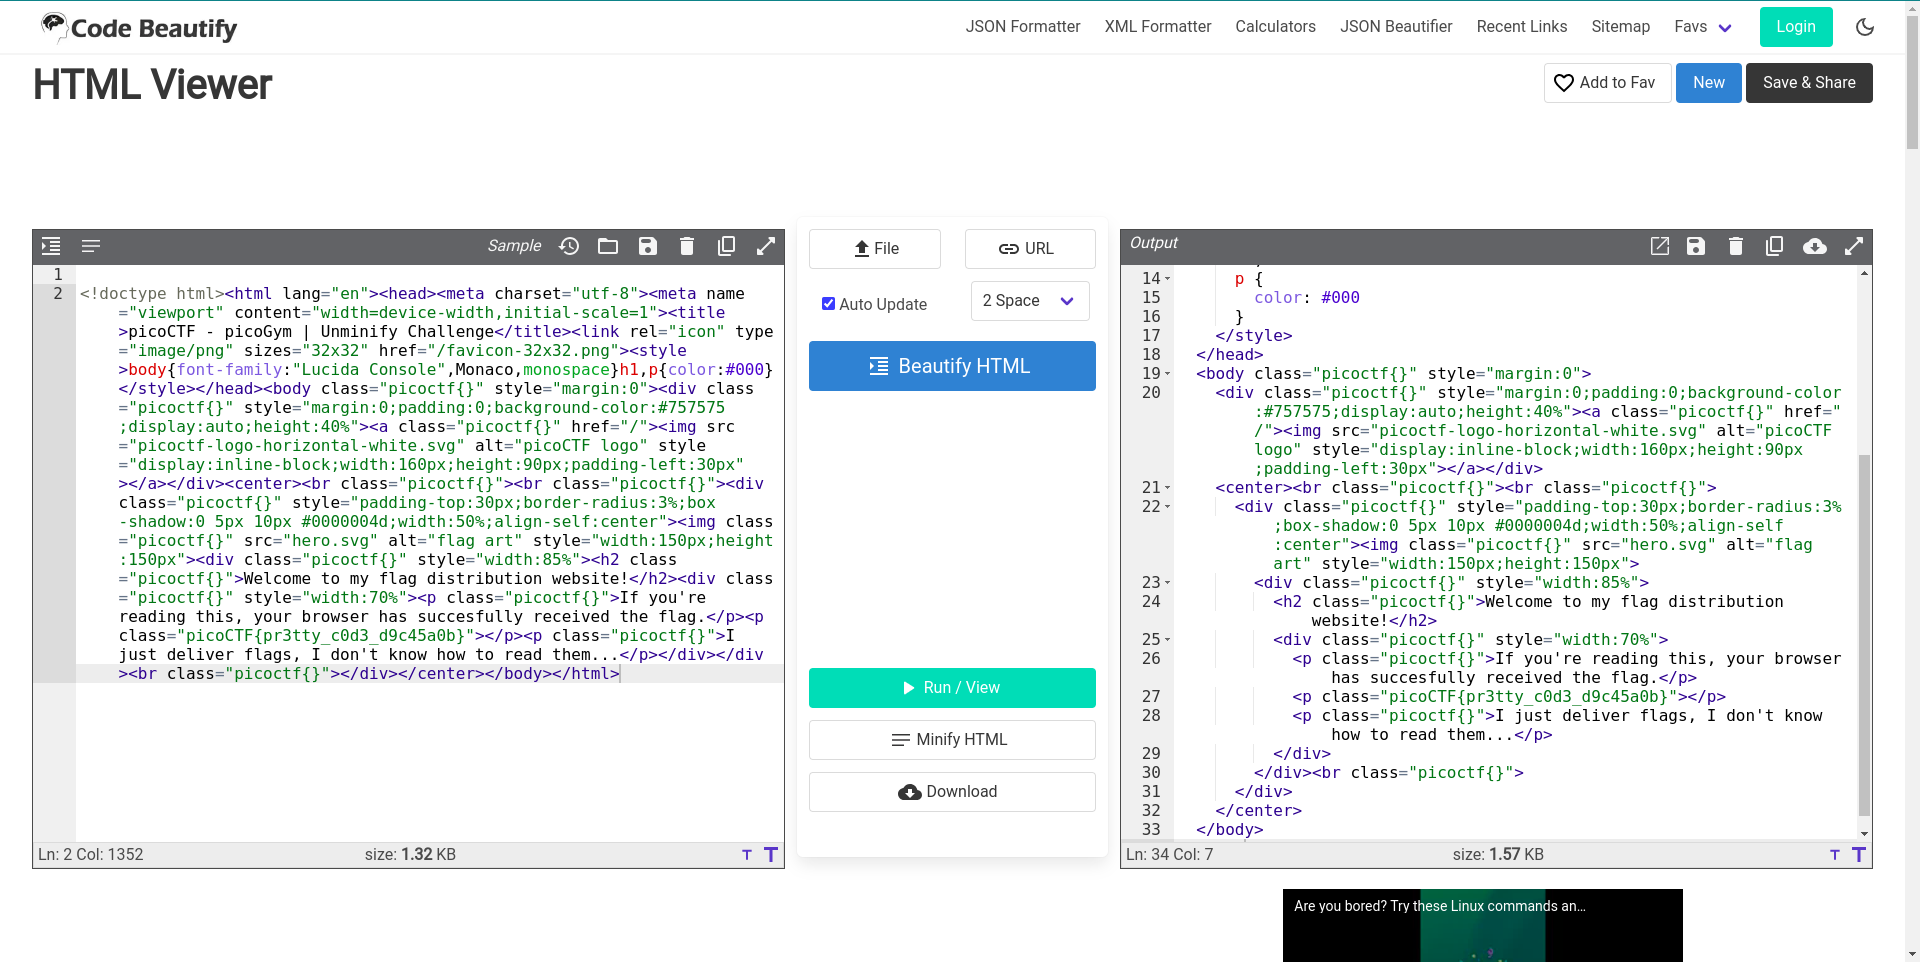 Code Beautify
JSON Formatter XML Formatter Calculators JSON Beautifier Recent Links Sitemap Favs Login
HTML Viewer
Add to Fav New Save & Share
Sample
1
2 <!doctype html><html lang="en"><head><meta charset="utf-8"><meta name
="viewport" content="width=device-width,initial-scale=1"><title
>picoCTF - picoGym | Unminify Challenge</title><link rel="icon" type
="image/png" sizes="32x32" href="/favicon-32x32.png"><style
>body{font-family:"Lucida Console",Monaco,monospace}h1,p{color:#000}
</style></head><body class="picoctf{}" style="margin:0"><div class
="picoctf{}" style="margin:0;padding:0;background-color:#757575
;display:auto;height:40%"><a class="picoctf{}" href="/"><img src
="picoctf-logo-horizontal-white.svg" alt="picoCTF logo" style
="display:inline-block;width:160px;height:90px;padding-left:30px"
></a></div><center><br class="picoctf{}"><br class="picoctf{}"><div
class="picoctf{}" style="padding-top:30px;border-radius:3%;box
-shadow:0 5px 10px #0000004d;width:50%;align-self:center"><img class
="picoctf{}" src="hero.svg" alt="flag art" style="width:150px;height
:150px"><div class="picoctf{}" style="width:85%"><h2 class
="picoctf{}">Welcome to my flag distribution website!</h2><div class
="picoctf{}" style="width:70%"><p class="picoctf{}">If you're
reading this, your browser has succesfully received the flag.</p><p
class="picoCTF{pr3tty_c0d3_d9c45a0b}"></p><p class="picoctf{}">I
just deliver flags, I don't know how to read them...</p></div></div
><br class="picoctf{}"></div></center></body></html>
Ln: 2 Col: 1352 size: 1.32 KB T T
File URL
Auto Update 2 Space
Beautify HTML
Run / View
Minify HTML
Download
Output
14 p {
15 color: #000
16 }
17 </style>
18 </head>
19 <body class="picoctf{}" style="margin:0">
20 <div class="picoctf{}" style="margin:0;padding:0;background-color
:#757575;display:auto;height:40%"><a class="picoctf{}" href="
/"><img src="picoctf-logo-horizontal-white.svg" alt="picoCTF
logo" style="display:inline-block;width:160px;height:90px
;padding-left:30px"></a></div>
21 <center><br class="picoctf{}"><br class="picoctf{}">
22 <div class="picoctf{}" style="padding-top:30px;border-radius:3%
;box-shadow:0 5px 10px #0000004d;width:50%;align-self
:center"><img class="picoctf{}" src="hero.svg" alt="flag
art" style="width:150px;height:150px">
23 <div class="picoctf{}" style="width:85%">
24 <h2 class="picoctf{}">Welcome to my flag distribution
website!</h2>
25 <div class="picoctf{}" style="width:70%">
26 <p class="picoctf{}">If you're reading this, your browser
has succesfully received the flag.</p>
27 <p class="picoCTF{pr3tty_c0d3_d9c45a0b}"></p>
28 <p class="picoctf{}">I just deliver flags, I don't know
how to read them...</p>
29 </div>
30 </div><br class="picoctf{}">
31 </div>
32 </center>
33 </body>
Ln: 34 Col: 7 size: 1.57 KB T T
Are you bored? Try these Linux commands an...